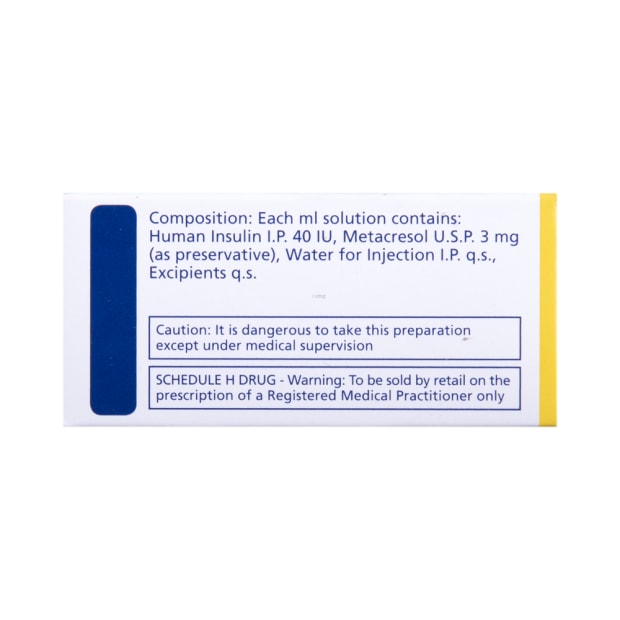 Composition: Each ml solution contains:
Human Insulin I.P. 40 IU, Metacresol U.S.P. 3 mg
(as preservative), Water for Injection I.P. q.s.,
Excipients q.s.
Caution: It is dangerous to take this preparation
except under medical supervision
SCHEDULE H DRUG - Warning: To be sold by retail on the
prescription of a Registered Medical Practitioner only